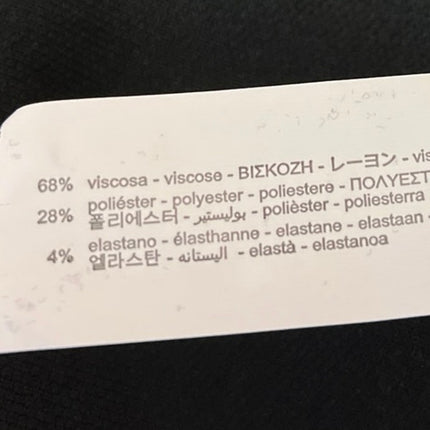 68% viscosa - viscose - ΒΙΣΚΟΖΗ - レーヨン -
28% poliéster - polyester - poliestere -
폴리에스터 - بوليستير - polièster - poliesterra
4% elastano - élasthanne - elastane - elastaan -
엘라스탄 - اليستانه - elastà - elastanoa